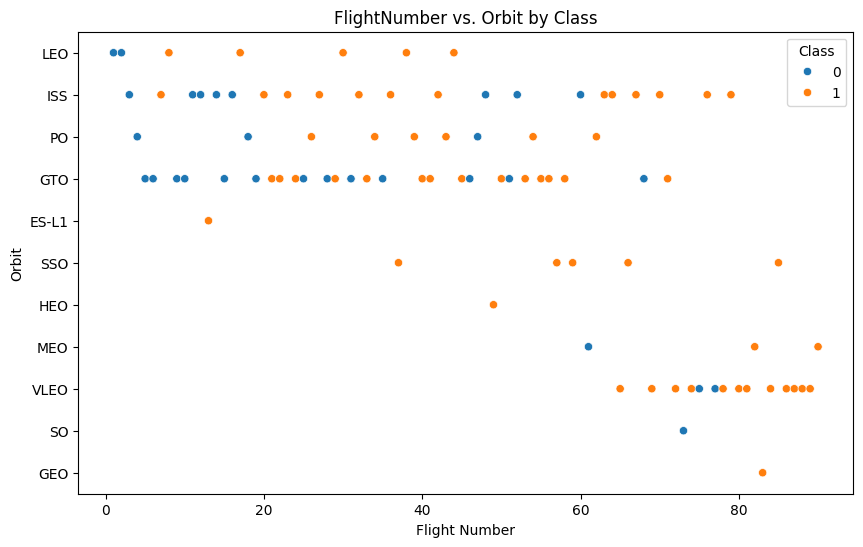 FlightNumber vs. Orbit by Class
Class
0
1
Orbit
LEO
ISS
PO
GTO
ES-L1
SSO
HEO
MEO
VLEO
SO
GEO
0 20 40 60 80
Flight Number